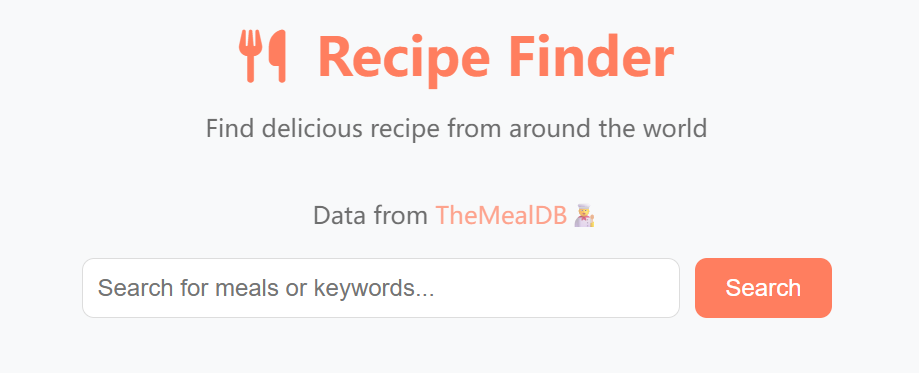 Recipe Finder
Find delicious recipe from around the world
Data from TheMealDB
Search for meals or keywords...
Search